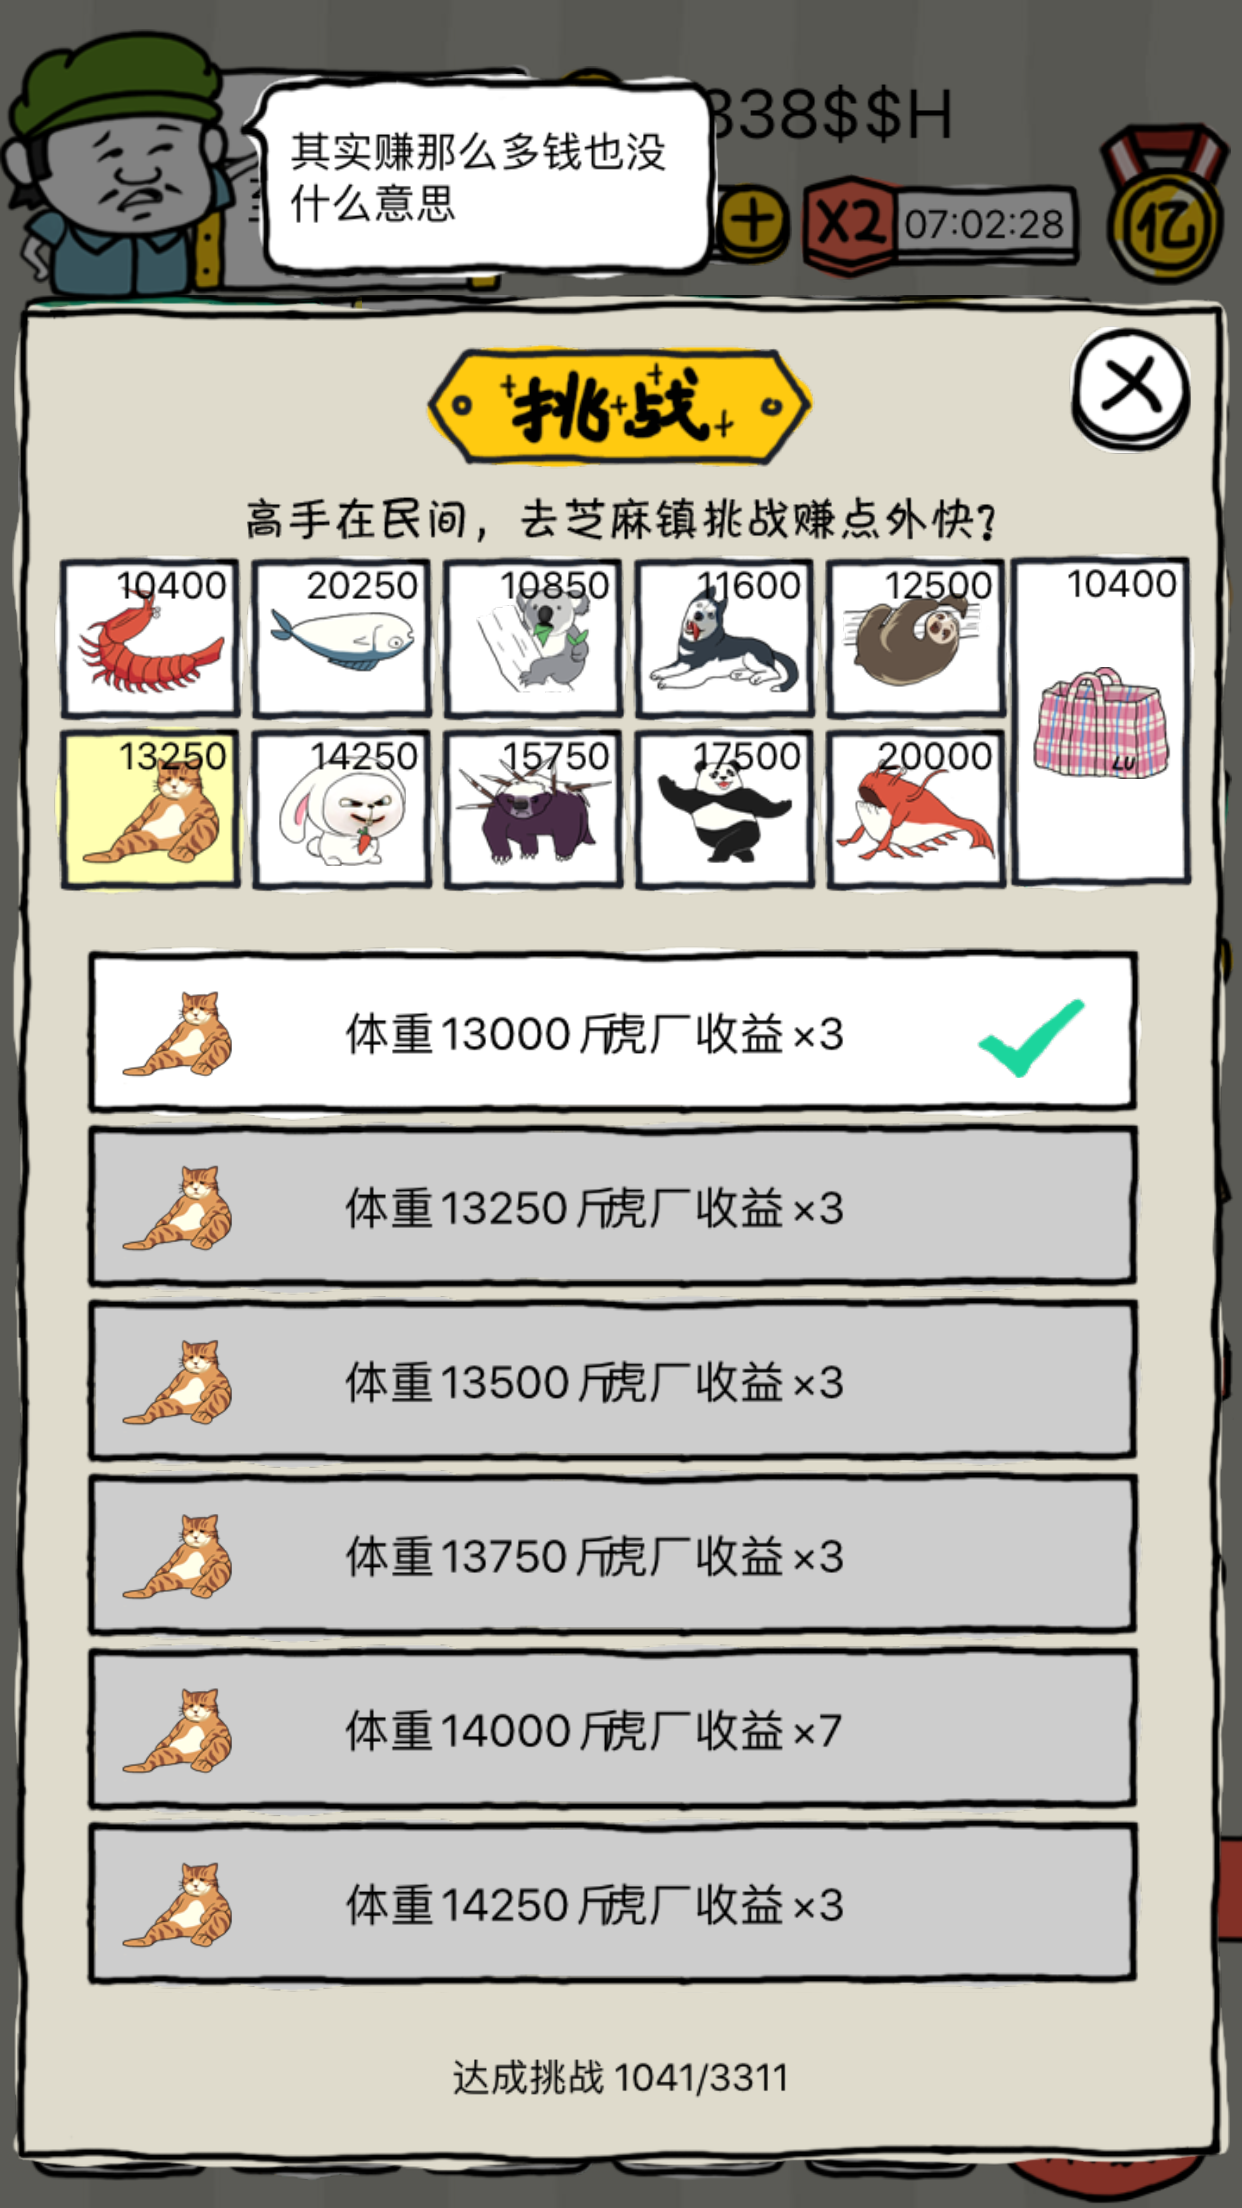 338$$H
其实赚那么多钱也没
什么意思
X2 07:02:28
亿
挑战
高手在民间，去芝麻镇挑战赚点外快?
10400 20250 10850 11600 12500 10400
LU
13250 14250 15750 17500 20000
体重13000斤虎厂收益×3
体重13250斤虎厂收益×3
体重13500斤虎厂收益×3
体重13750斤虎厂收益×3
体重14000斤虎厂收益×7
体重14250斤虎厂收益×3
达成挑战 1041/3311